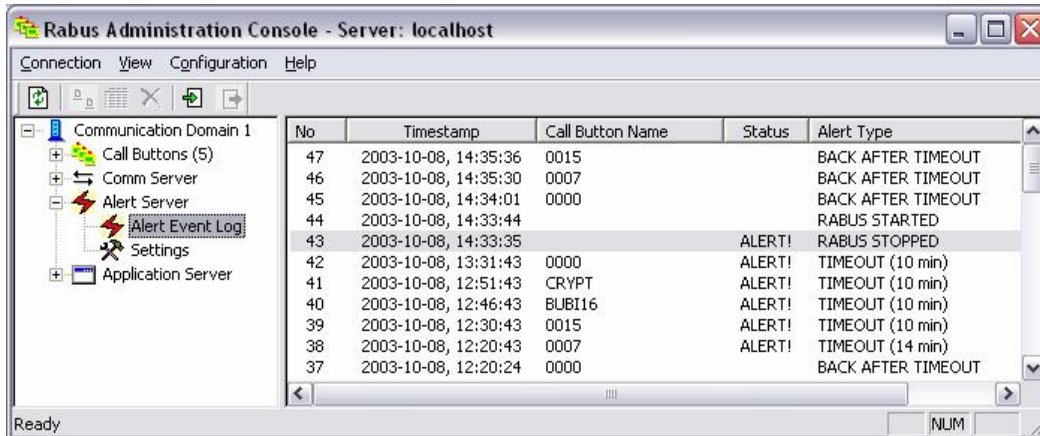 Rabus Administration Console - Server: localhost
Connection View Configuration Help
Communication Domain 1
Call Buttons (5)
Comm Server
Alert Server
Alert Event Log
Settings
Application Server
No Timestamp Call Button Name Status Alert Type
47 2003-10-08, 14:35:36 0015 BACK AFTER TIMEOUT
46 2003-10-08, 14:35:30 0007 BACK AFTER TIMEOUT
45 2003-10-08, 14:34:01 0000 BACK AFTER TIMEOUT
44 2003-10-08, 14:33:44 RABUS STARTED
43 2003-10-08, 14:33:35 ALERT! RABUS STOPPED
42 2003-10-08, 13:31:43 0000 ALERT! TIMEOUT (10 min)
41 2003-10-08, 12:51:43 CRYPT ALERT! TIMEOUT (10 min)
40 2003-10-08, 12:46:43 BUBI16 ALERT! TIMEOUT (10 min)
39 2003-10-08, 12:30:43 0015 ALERT! TIMEOUT (10 min)
38 2003-10-08, 12:20:43 0007 ALERT! TIMEOUT (14 min)
37 2003-10-08, 12:20:24 0000 BACK AFTER TIMEOUT
Ready NUM